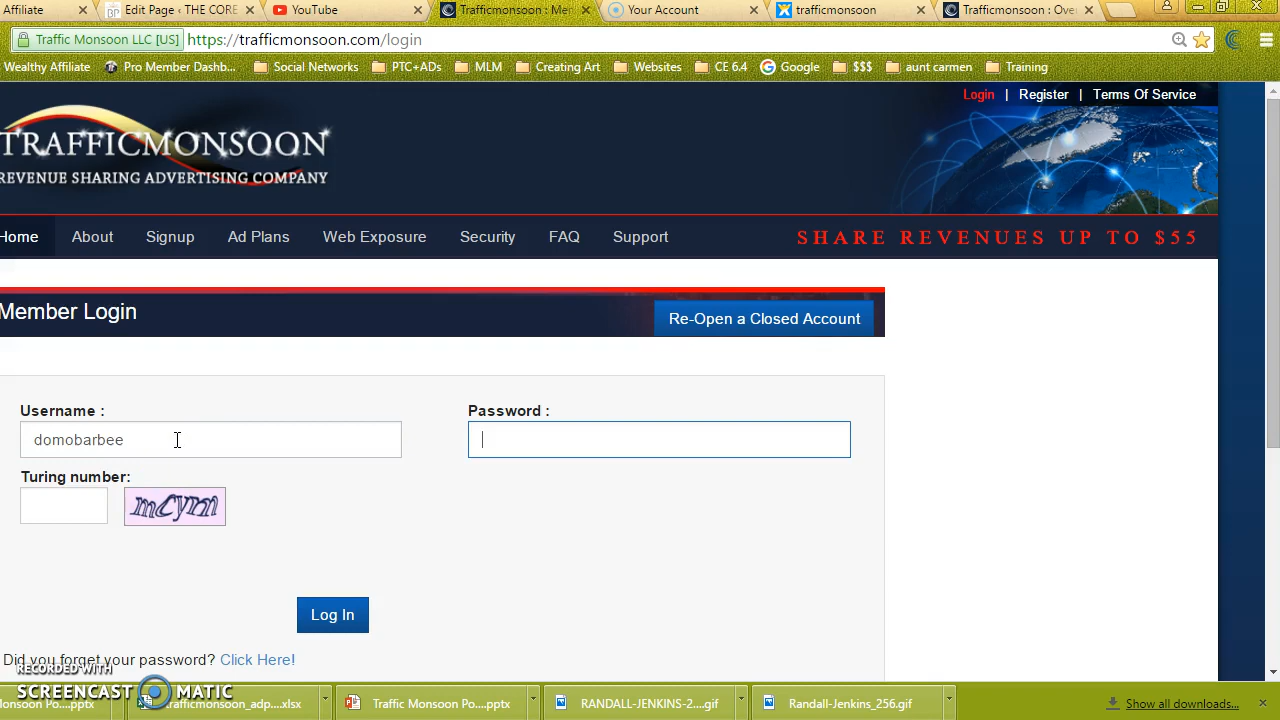 Affiliate
Edit Page ‹ THE CORE
YouTube
Trafficmonsoon : Me
Your Account
trafficmonsoon
Trafficmonsoon : Ove
Traffic Monsoon LLC [US]
https://trafficmonsoon.com/login
Wealthy Affiliate
Pro Member Dashb...
Social Networks
PTC+ADs
MLM
Creating Art
Websites
CE 6.4
Google
$$$
aunt carmen
Training
Login | Register | Terms Of Service
TRAFFICMONSOON
REVENUE SHARING ADVERTISING COMPANY
Home
About
Signup
Ad Plans
Web Exposure
Security
FAQ
Support
SHARE REVENUES UP TO $55
Member Login
Re-Open a Closed Account
Username :
Password :
domobarbee
Turing number:
mcym
Log In
Did you forget your password? Click Here!
RECORDED WITH
SCREENCAST MATIC
Monsoon Po....pptx
trafficmonsoon_adp....xlsx
Traffic Monsoon Po....pptx
RANDALL-JENKINS-2....gif
Randall-Jenkins_256.gif
Show all downloads...